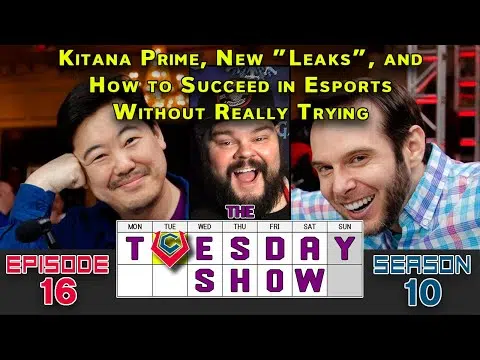 Kitana Prime, New "Leaks", and
How to Succeed in Esports
Without Really Trying
THE
MON TUE WED THU FRI SAT SUN
TUESDAY
SHOW
EPISODE
16
SEASON
10